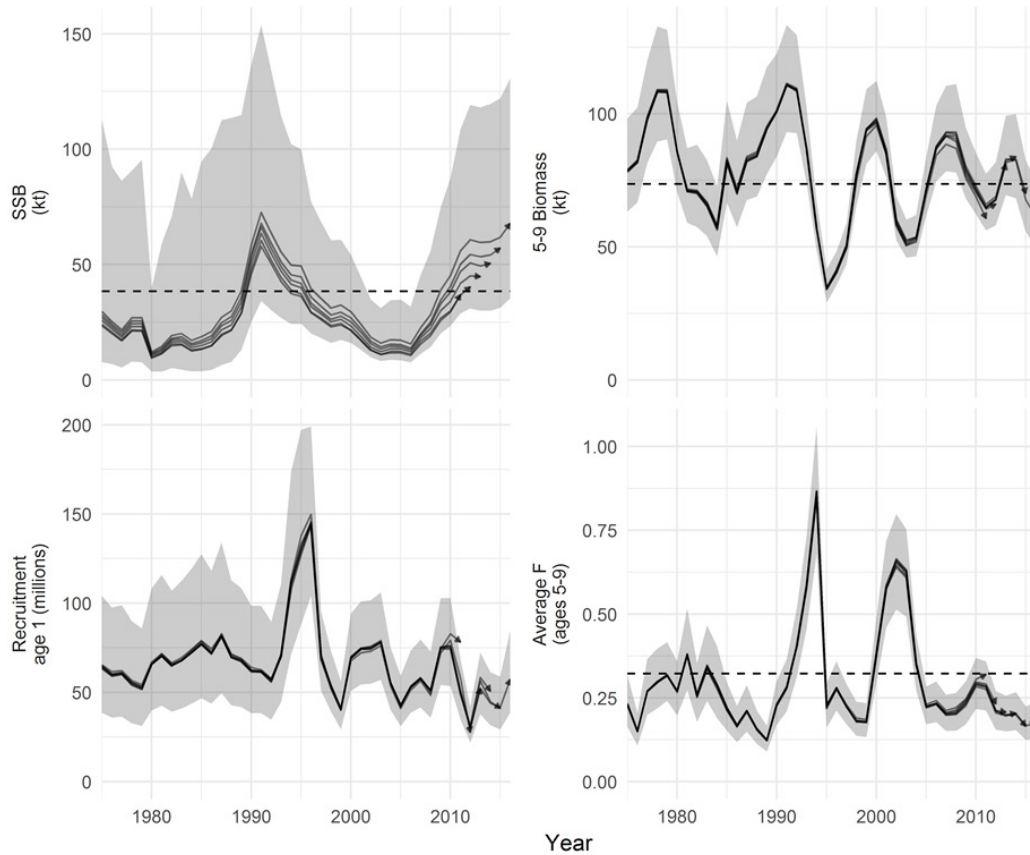 150
100
50
0
SSB
(kt)
100
50
0
5-9 Biomass
(kt)
200
150
100
50
0
Recruitment
age 1 (millions)
1980
1990
2000
2010
1.00
0.75
0.50
0.25
0.00
Average F
(ages 5-9)
1980
1990
2000
2010
Year